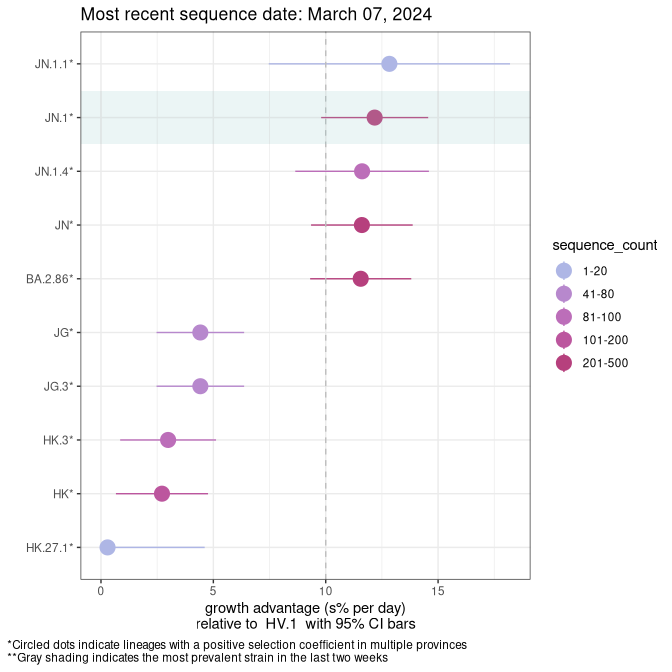 Most recent sequence date: March 07, 2024
JN.1.1*
JN.1*
JN.1.4*
JN*
BA.2.86*
JG*
JG.3*
HK.3*
HK*
HK.27.1*
0 5 10 15
growth advantage (s% per day)
relative to HV.1 with 95% CI bars
sequence_count
1-20
41-80
81-100
101-200
201-500
*Circled dots indicate lineages with a positive selection coefficient in multiple provinces
**Gray shading indicates the most prevalent strain in the last two weeks